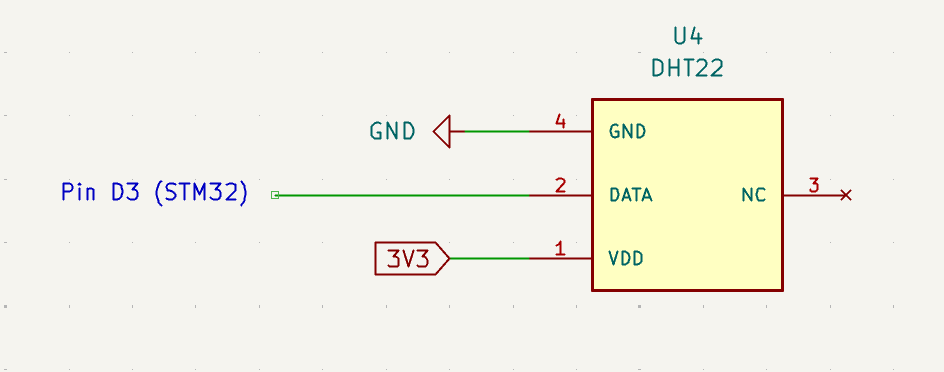 U4
DHT22
GND 4 GND
Pin D3 (STM32) 2 DATA NC 3
3V3 1 VDD